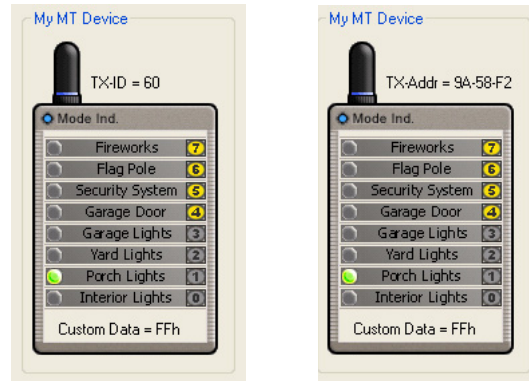 My MT Device
TX-ID = 60
Mode Ind.
Fireworks 7
Flag Pole 6
Security System 5
Garage Door 4
Garage Lights 3
Yard Lights 2
Porch Lights 1
Interior Lights 0
Custom Data = FFh
My MT Device
TX-Addr = 9A-58-F2
Mode Ind.
Fireworks 7
Flag Pole 6
Security System 5
Garage Door 4
Garage Lights 3
Yard Lights 2
Porch Lights 1
Interior Lights 0
Custom Data = FFh